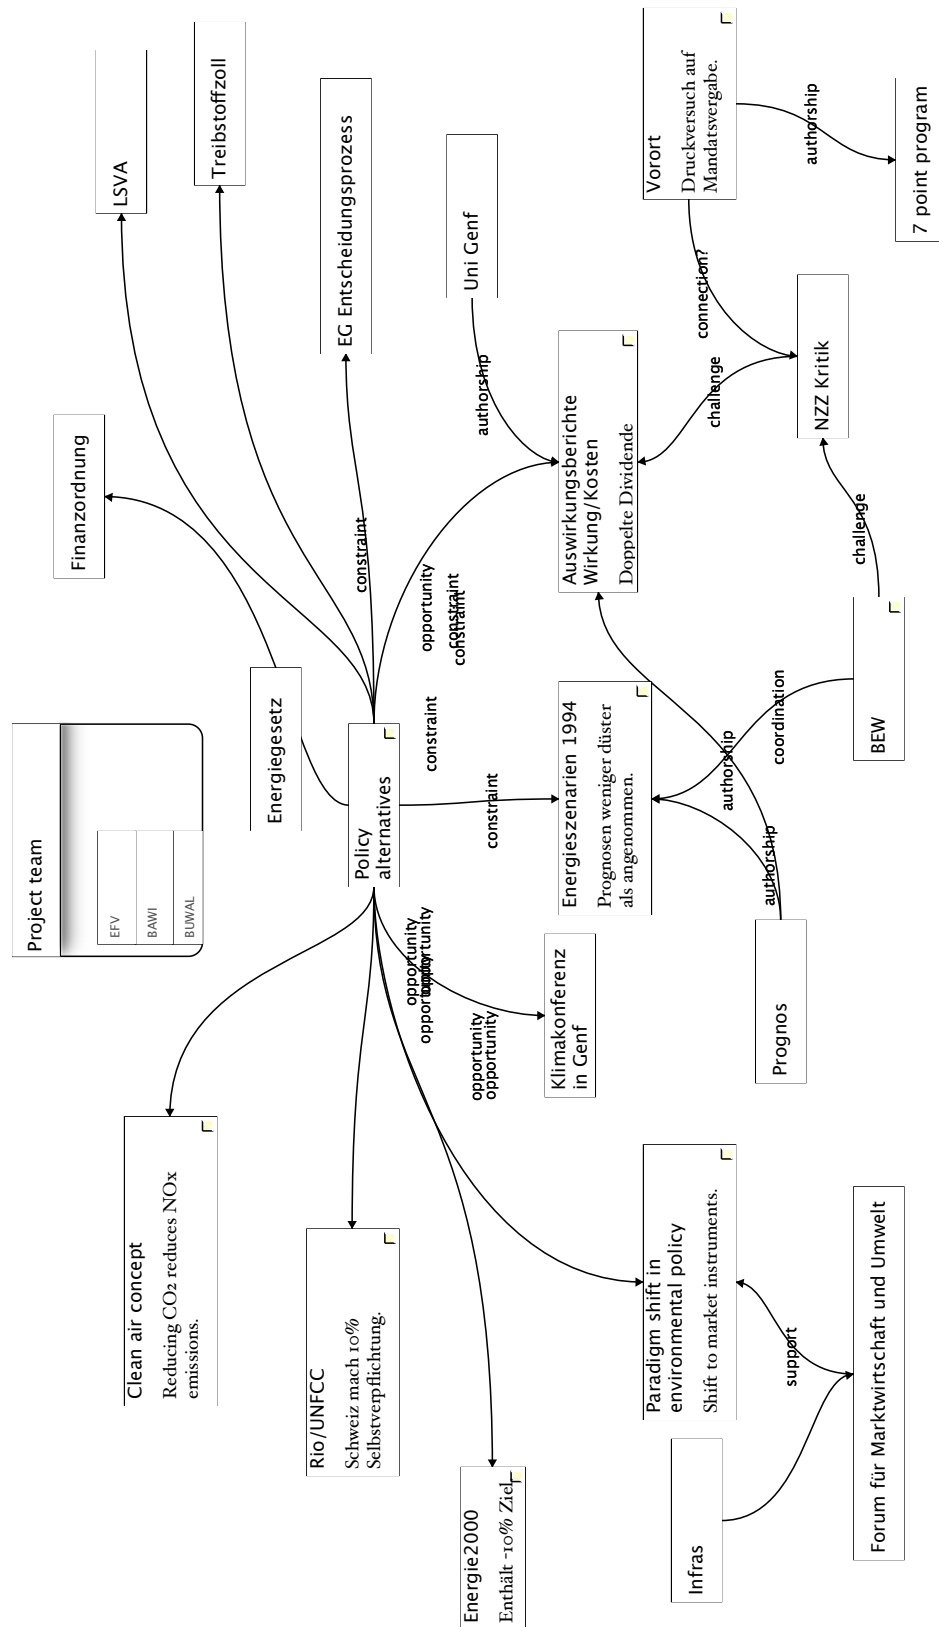 Project team
EFV
BAWI
BUWAL
Finanzordnung
LSVA
Treibstoffzoll
Clean air concept
Reducing CO2 reduces NOx
emissions.
Energiegesetz
Rio/UNFCC
Schweiz mach 10%
Selbstverpflichtung.
Policy
alternatives
EG Entscheidungsprozess
constraint
opportunity
opportunity
opportunity
constraint
opportunity
constraint
constraint
Energie2000
Enthält -10% Ziel.
opportunity
opportunity
constraint
Uni Genf
authorship
Klimakonferenz
in Genf
Energieszenarien 1994
Prognosen weniger düster
als angenommen.
Auswirkungsberichte
Wirkung/Kosten
Doppelte Dividende
Paradigm shift in
environmental policy
Shift to market instruments.
Vorort
Druckversuch auf
Mandatsvergabe.
Infras
connection?
challenge
authorship
authorship
coordination
Prognos
support
authorship
NZZ Kritik
challenge
Forum für Marktwirtschaft und Umwelt
BEW
7 point program